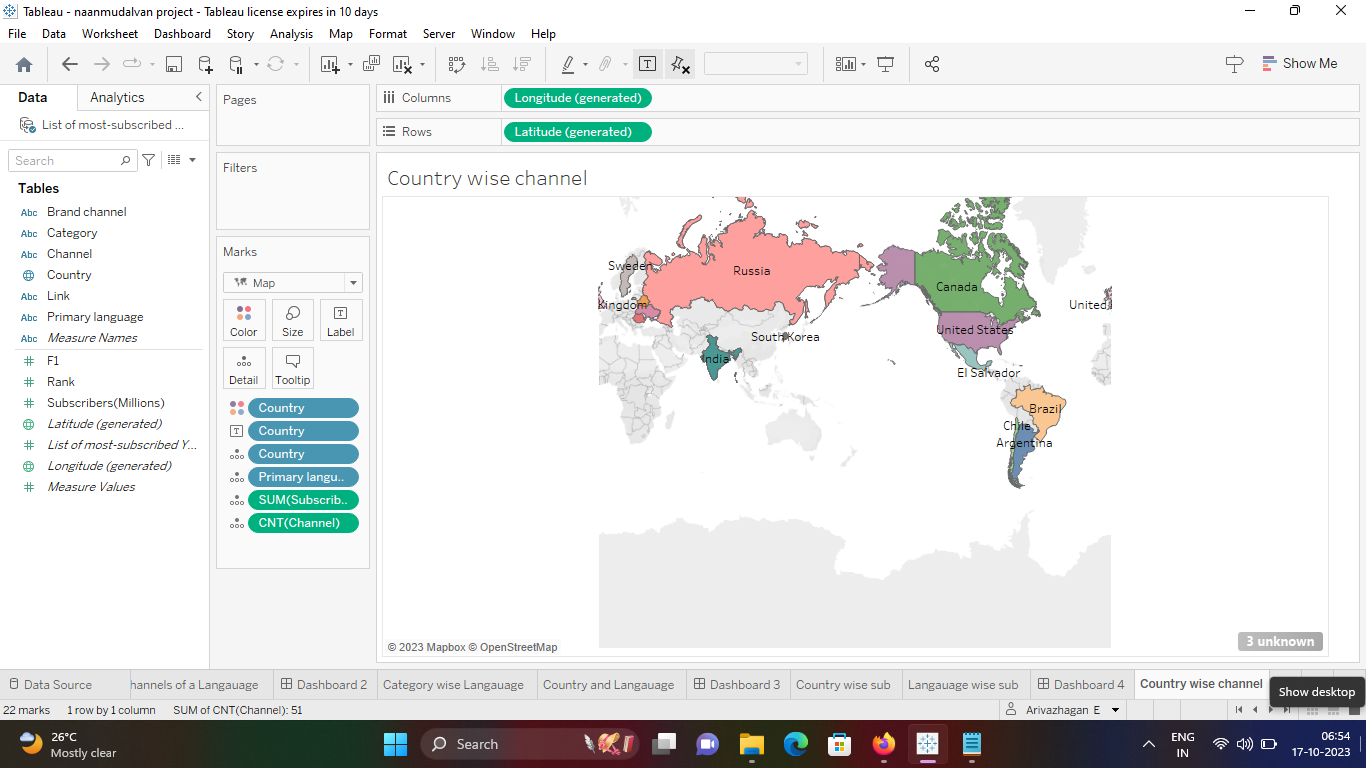 Tableau - naanmudalvan project - Tableau license expires in 10 days
File Data Worksheet Dashboard Story Analysis Map Format Server Window Help
Show Me
Data Analytics
List of most-subscribed ...
Search
Tables
Abc Brand channel
Abc Category
Abc Channel
Country
Abc Link
Abc Primary language
Abc Measure Names
F1
Rank
Subscribers(Millions)
Latitude (generated)
List of most-subscribed Y...
Longitude (generated)
Measure Values
Pages
Filters
Marks
Map
Color Size Label
Detail Tooltip
Country
Country
Country
Primary langu..
SUM(Subscrib..
CNT(Channel)
Columns Longitude (generated)
Rows Latitude (generated)
Country wise channel
Sweden
Russia
Canada
Kingdom
United
United States
South Korea
India
El Salvador
Brazil
Chile
Argentina
© 2023 Mapbox © OpenStreetMap
3 unknown
Data Source hannels of a Langauage Dashboard 2 Category wise Langauage Country and Langauage Dashboard 3 Country wise sub Langauage wise sub Dashboard 4 Country wise channel
Show desktop
22 marks 1 row by 1 column SUM of CNT(Channel): 51 Arivazhagan E
26°C
Mostly clear
Search
ENG
IN
06:54
17-10-2023